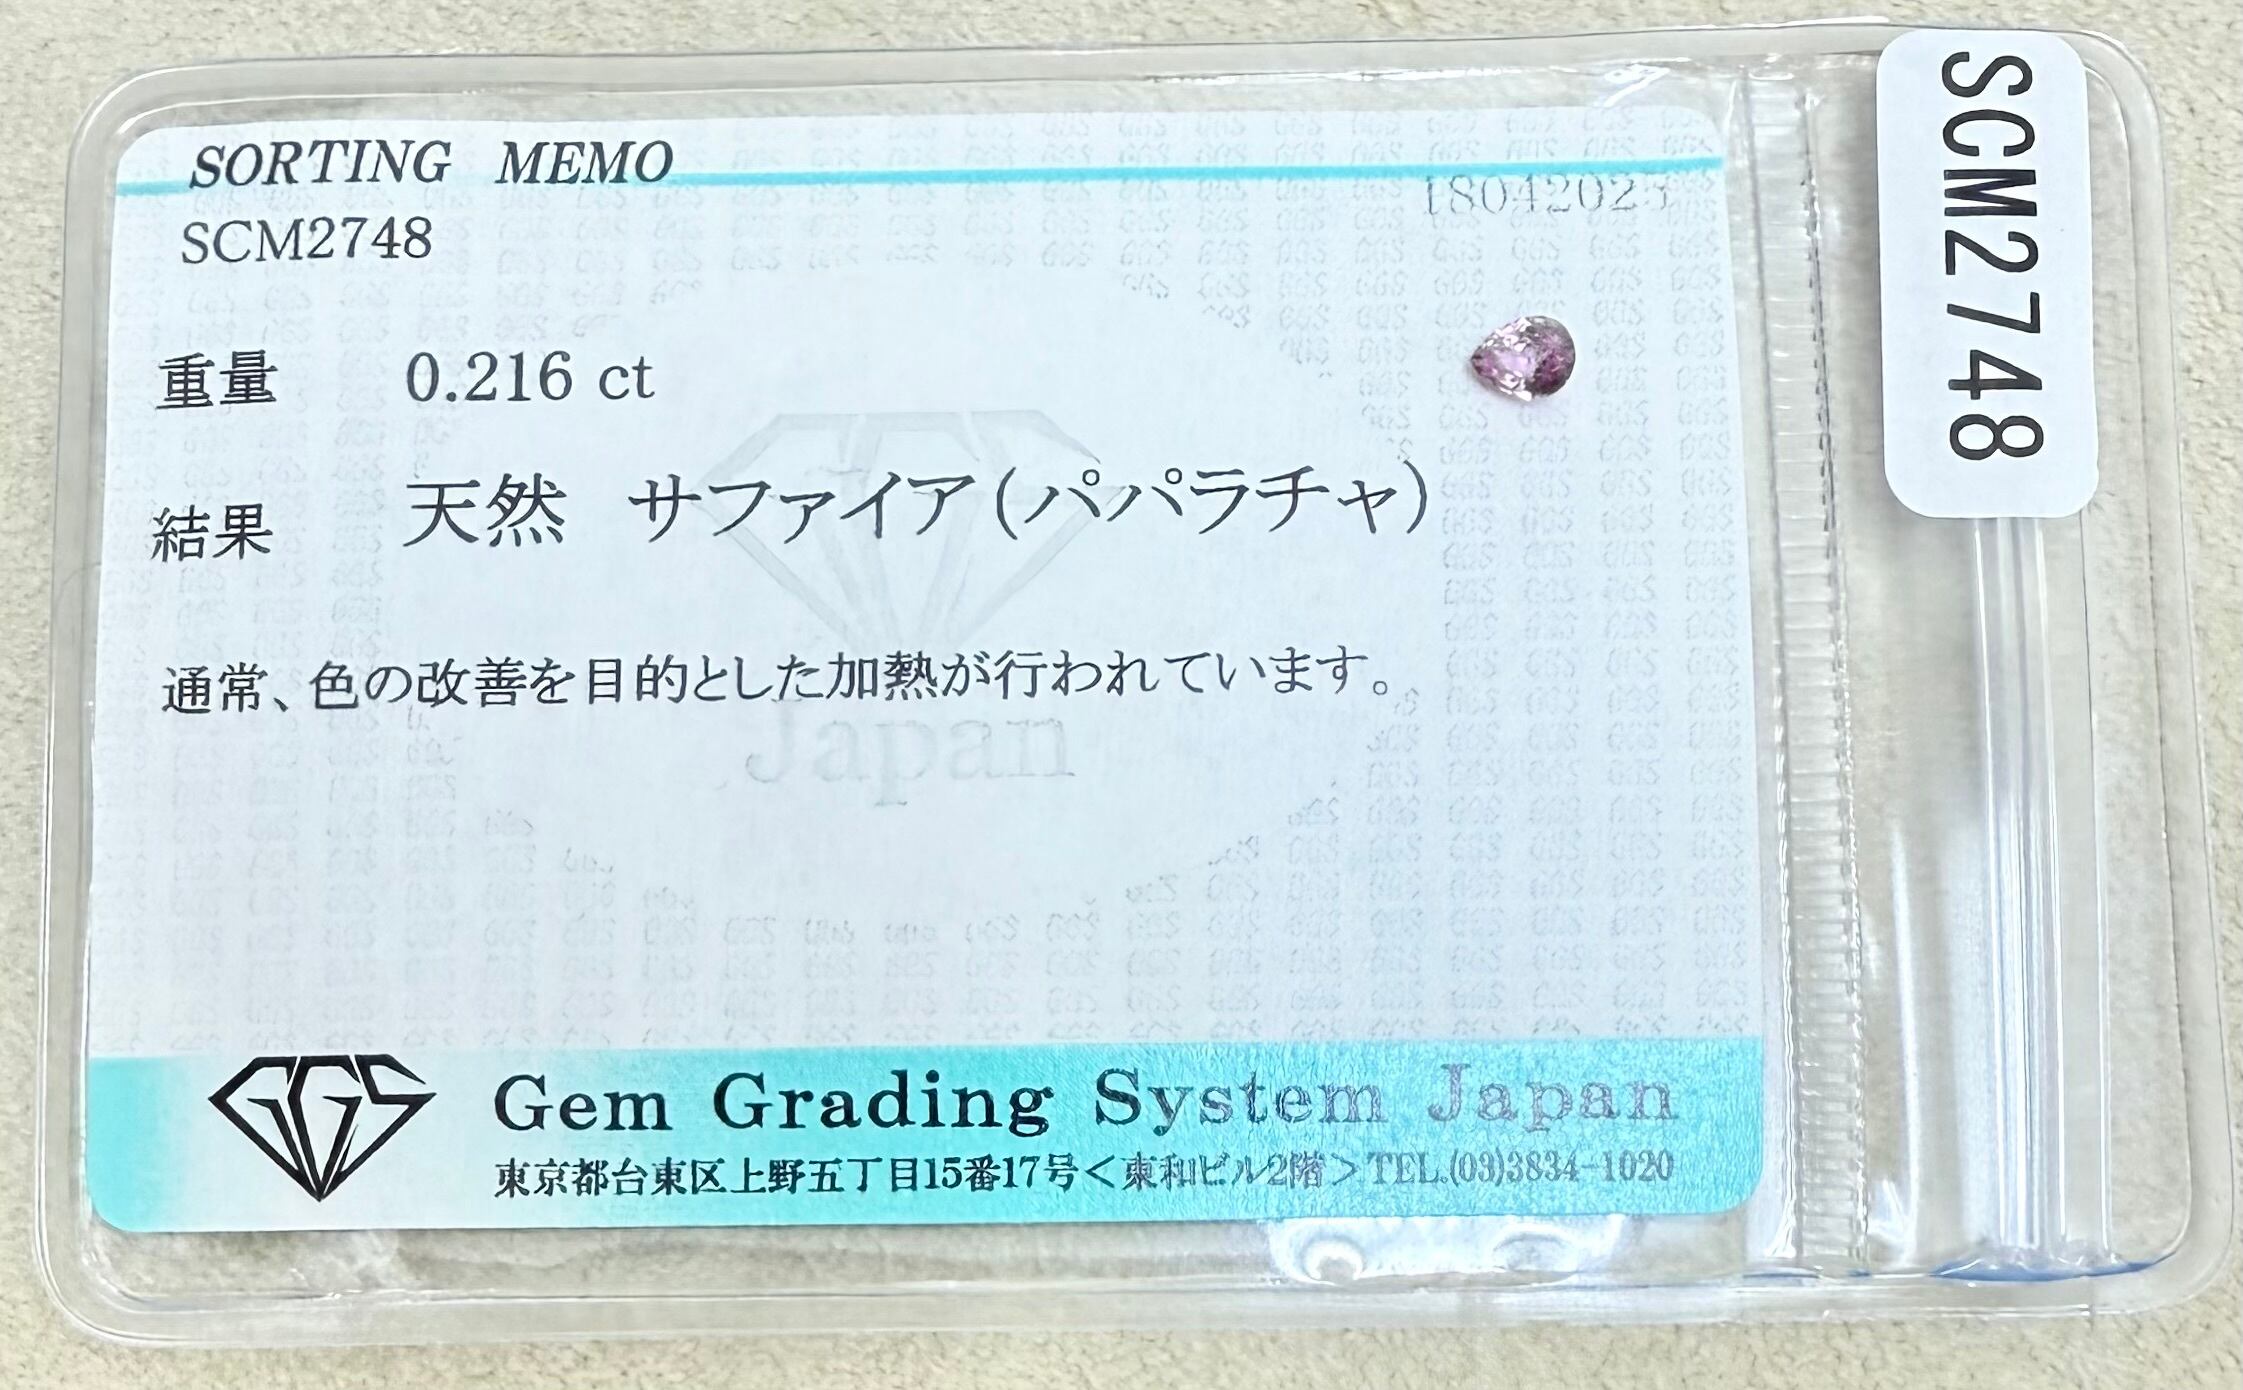 SORTING MEMO
18042023
SCM2748
重量 0.216 ct
結果 天然 サファイア(パパラチャ)
通常、色の改善を目的とした加熱が行われています。
Japan
GGS
Gem Grading System Japan
東京都台東区上野五丁目15番17号<東和ビル2階>TEL.(03)3834-1020
SCM2748